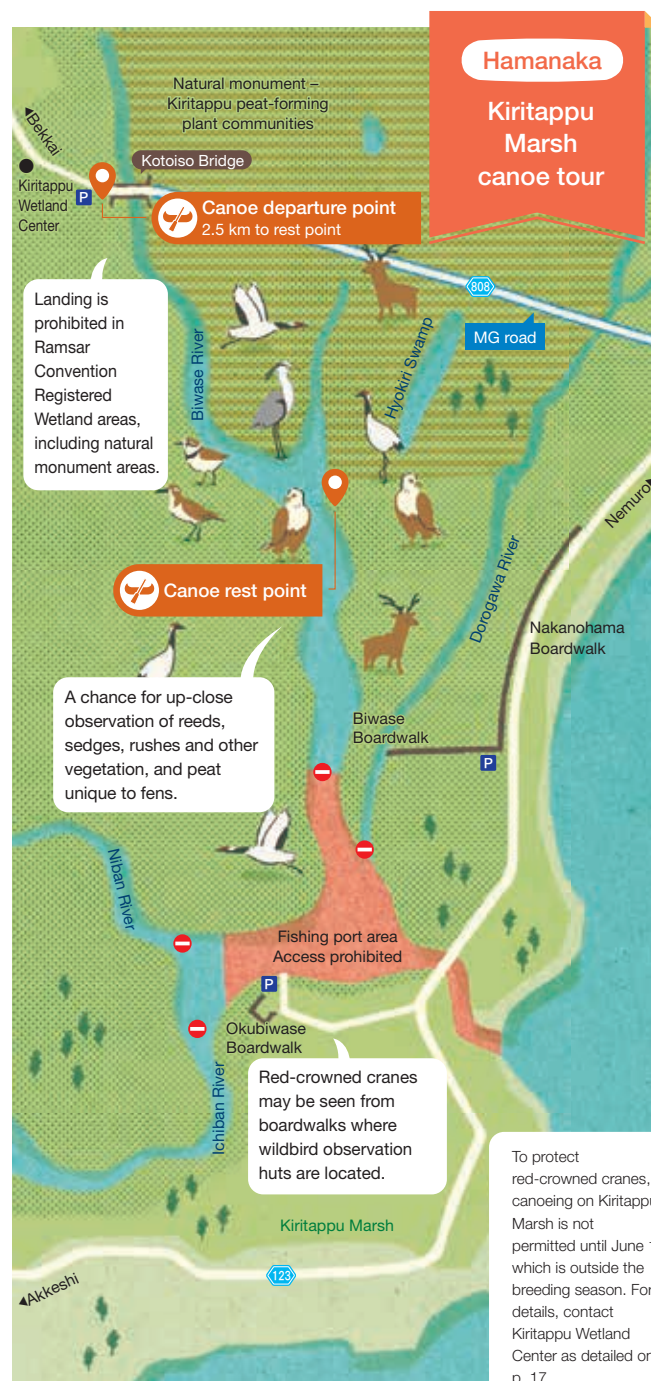 Hamanaka
Kiritappu
Marsh
canoe tour
Natural monument –
Kiritappu peat-forming
plant communities
Bekkai
Kotoiso Bridge
Kiritappu
Wetland
Center
P
Canoe departure point
2.5 km to rest point
808
MG road
Landing is
prohibited in
Ramsar
Convention
Registered
Wetland areas,
including natural
monument areas.
Biwase River
Hyokiri Swamp
Nemuro
Dorogawa River
Canoe rest point
Nakanohama
Boardwalk
A chance for up-close
observation of reeds,
sedges, rushes and other
vegetation, and peat
unique to fens.
Biwase
Boardwalk
P
Niban River
Fishing port area
Access prohibited
P
Okubiwase
Boardwalk
Ichiban River
Red-crowned cranes
may be seen from
boardwalks where
wildbird observation
huts are located.
Kiritappu Marsh
123
Akkeshi
To protect
red-crowned cranes,
canoeing on Kiritappu
Marsh is not
permitted until June
which is outside the
breeding season. For
details, contact
Kiritappu Wetland
Center as detailed on
p. 17